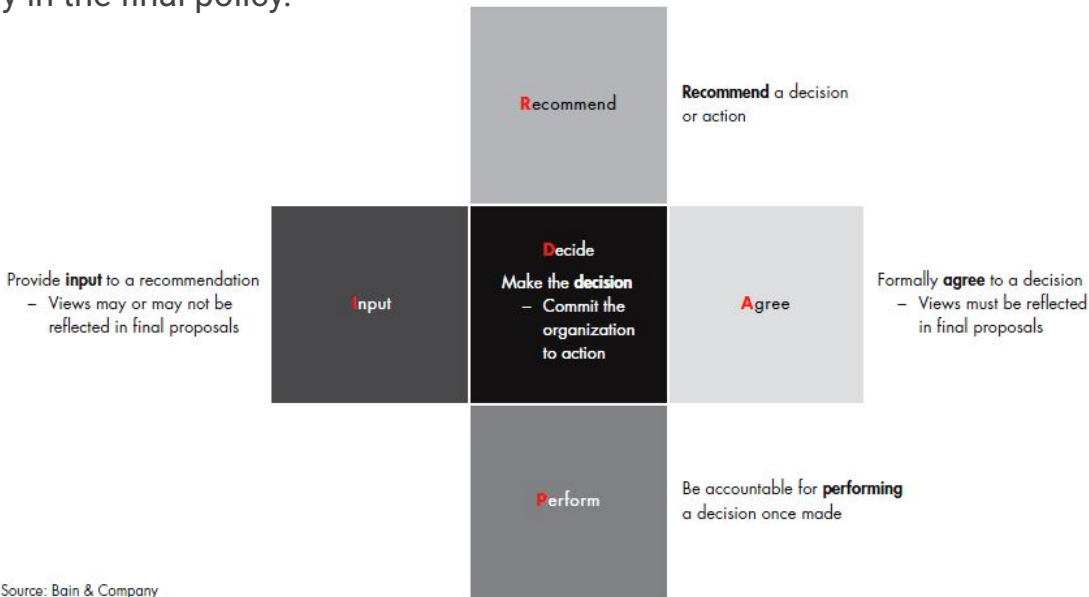 y in the final policy.
Recommend
Recommend a decision
or action
Provide input to a recommendation
– Views may or may not be
reflected in final proposals
Input
Decide
Make the decision
– Commit the
organization
to action
Agree
Formally agree to a decision
– Views must be reflected
in final proposals
Perform
Be accountable for performing
a decision once made
Source: Bain & Company